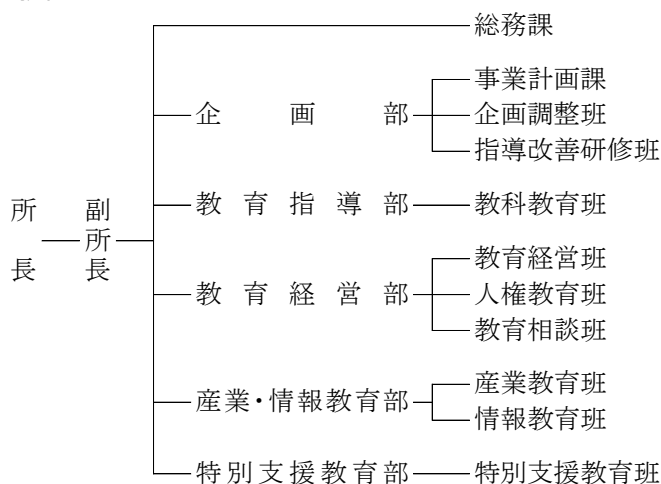 総務課
事業計画課
企画部
企画調整班
指導改善研修班
所長
副所長
教育指導部
教科教育班
教育経営班
教育経営部
人権教育班
教育相談班
産業教育班
産業・情報教育部
情報教育班
特別支援教育部
特別支援教育班